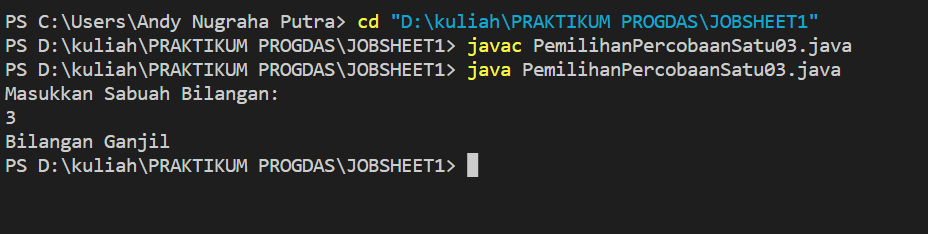 PS C:\Users\Andy Nugraha Putra> cd "D:\kuliah\PRAKTIKUM PROGDAS\JOBSHEET1"
PS D:\kuliah\PRAKTIKUM PROGDAS\JOBSHEET1> javac PemilihanPercobaanSatu03.java
PS D:\kuliah\PRAKTIKUM PROGDAS\JOBSHEET1> java PemilihanPercobaanSatu03.java
Masukkan Sabuah Bilangan:
3
Bilangan Ganjil
PS D:\kuliah\PRAKTIKUM PROGDAS\JOBSHEET1>